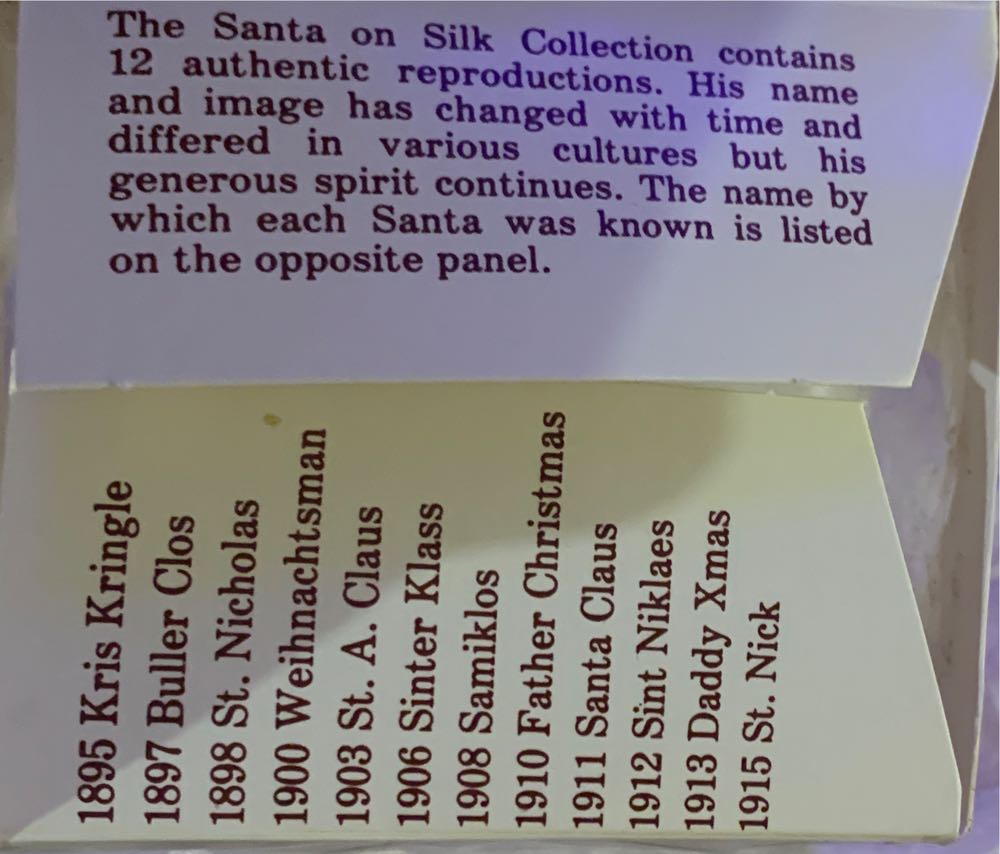 The Santa on Silk Collection contains
12 authentic reproductions. His name
and image has changed with time and
differed in various cultures but his
generous spirit continues. The name by
which each Santa was known is listed
on the opposite panel.
1895 Kris Kringle
1897 Buller Clos
1898 St. Nicholas
1900 Weihnachtsman
1903 St. A. Claus
1906 Sinter Klass
1908 Samiklos
1910 Father Christmas
1911 Santa Claus
1912 Sint Niklaes
1913 Daddy Xmas
1915 St. Nick